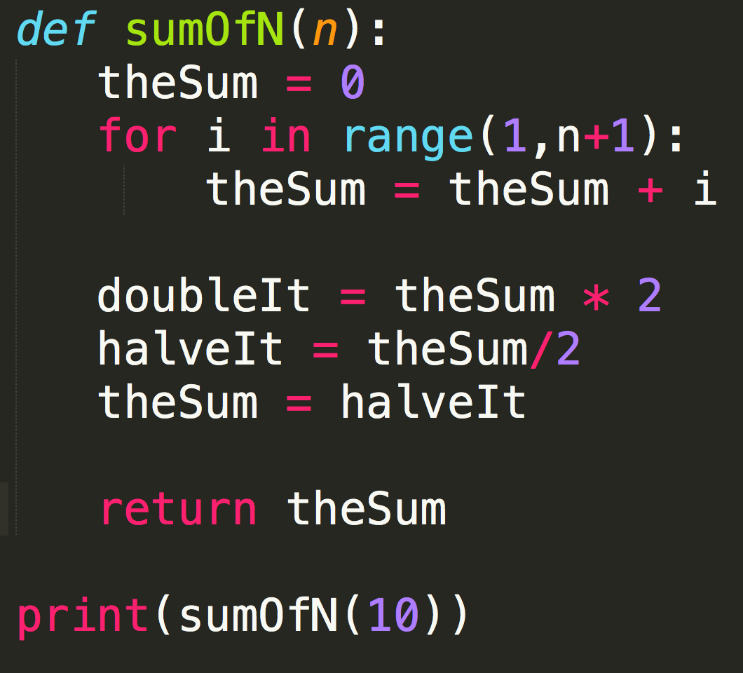 def sumOfN(n):
    theSum = 0
    for i in range(1,n+1):
        theSum = theSum + i
    doubleIt = theSum * 2
    halveIt = theSum/2
    theSum = halveIt
    return theSum
print(sumOfN(10))